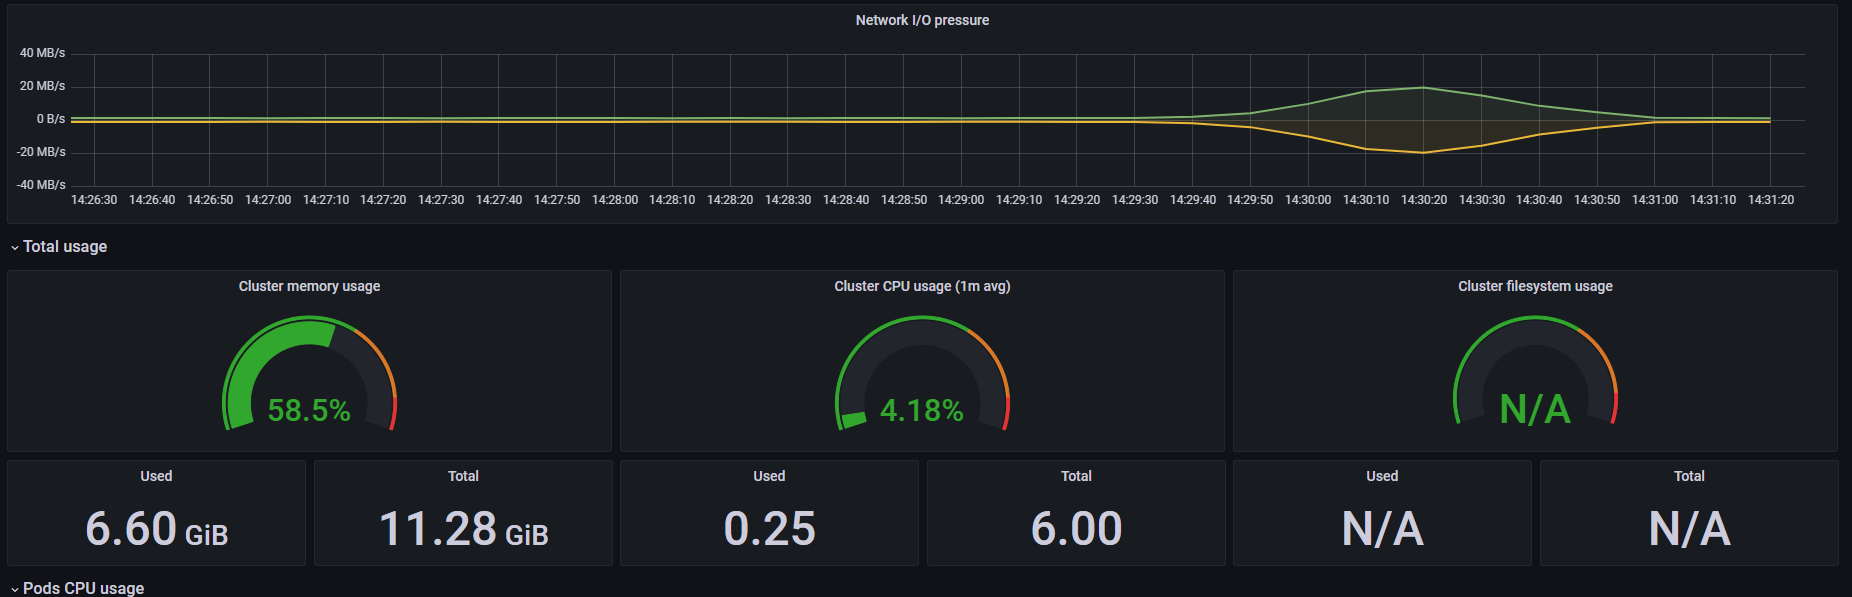 Network I/O pressure
40 MB/s
20 MB/s
0 B/s
-20 MB/s
-40 MB/s
14:26:30 14:26:40 14:26:50 14:27:00 14:27:10 14:27:20 14:27:30 14:27:40 14:27:50 14:28:00 14:28:10 14:28:20 14:28:30 14:28:40 14:28:50 14:29:00 14:29:10 14:29:20 14:29:30 14:29:40 14:29:50 14:30:00 14:30:10 14:30:20 14:30:30 14:30:40 14:30:50 14:31:00 14:31:10 14:31:20
Total usage
Cluster memory usage
58.5%
Cluster CPU usage (1m avg)
4.18%
Cluster filesystem usage
N/A
Used
6.60 GiB
Total
11.28 GiB
Used
0.25
Total
6.00
Used
N/A
Total
N/A
Pods CPU usage